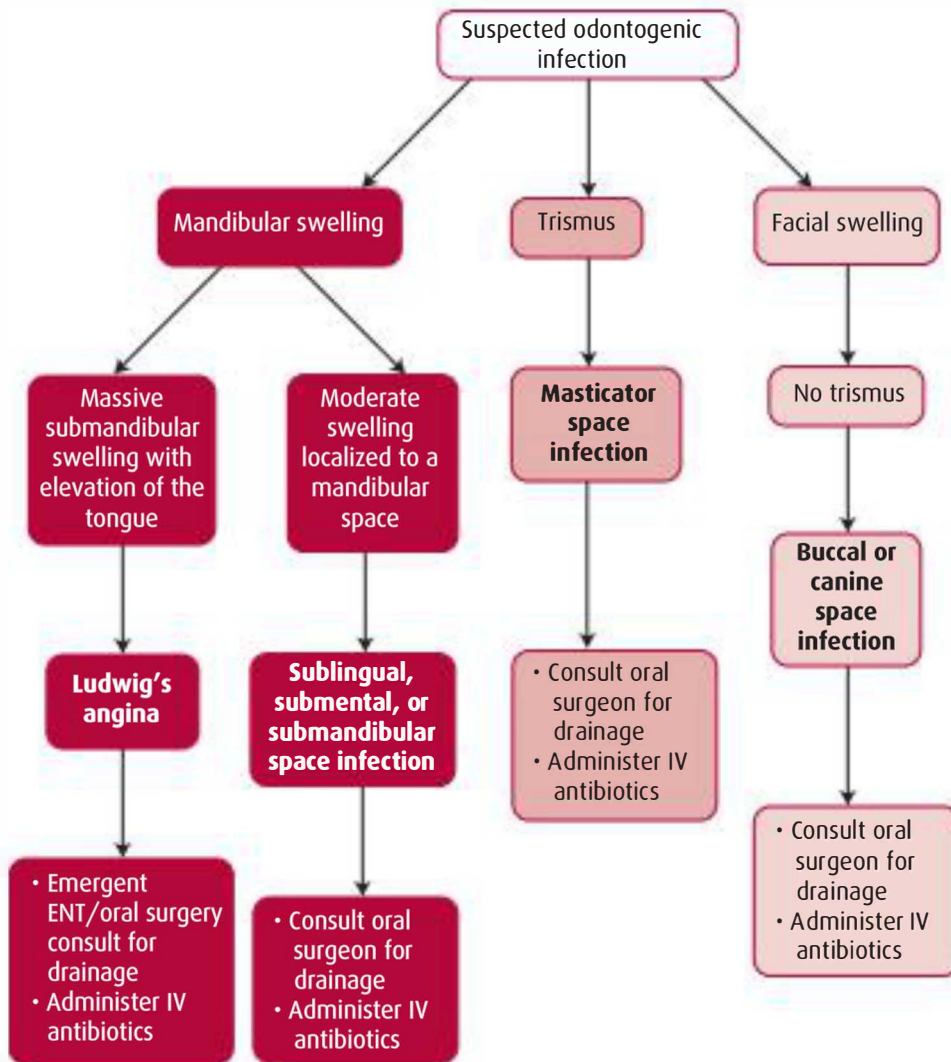 Suspected odontogenic
infection
Mandibular swelling
Trismus
Facial swelling
Massive
submandibular
swelling with
elevation of the
tongue
Moderate
swelling
localized to a
mandibular
space
Masticator
space
infection
No trismus
Ludwig's
angina
Sublingual,
submental, or
submandibular
space infection
• Consult oral
surgeon for
drainage
• Administer IV
antibiotics
Buccal or
canine
space
infection
• Emergent
ENT/oral surgery
consult for
drainage
• Administer IV
antibiotics
• Consult oral
surgeon for
drainage
• Administer IV
antibiotics
• Consult oral
surgeon for
drainage
• Administer IV
antibiotics